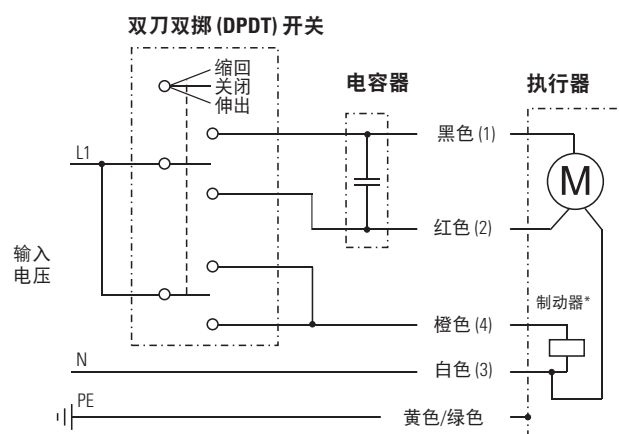 双刀双掷 (DPDT) 开关
缩回
关闭
伸出
电容器
执行器
黑色 (1)
L1
M
红色 (2)
输入
电压
制动器*
橙色 (4)
N
白色 (3)
PE
黄色/绿色